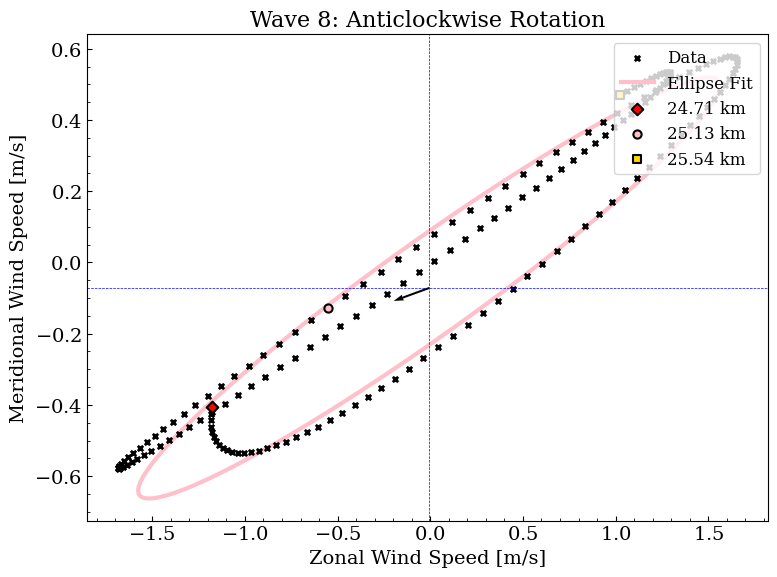 Wave 8: Anticlockwise Rotation
0.6
0.4
0.2
0.0
−0.2
−0.4
−0.6
Meridional Wind Speed [m/s]
Data
Ellipse Fit
24.71 km
25.13 km
25.54 km
−1.5
−1.0
−0.5
0.0
0.5
1.0
1.5
Zonal Wind Speed [m/s]